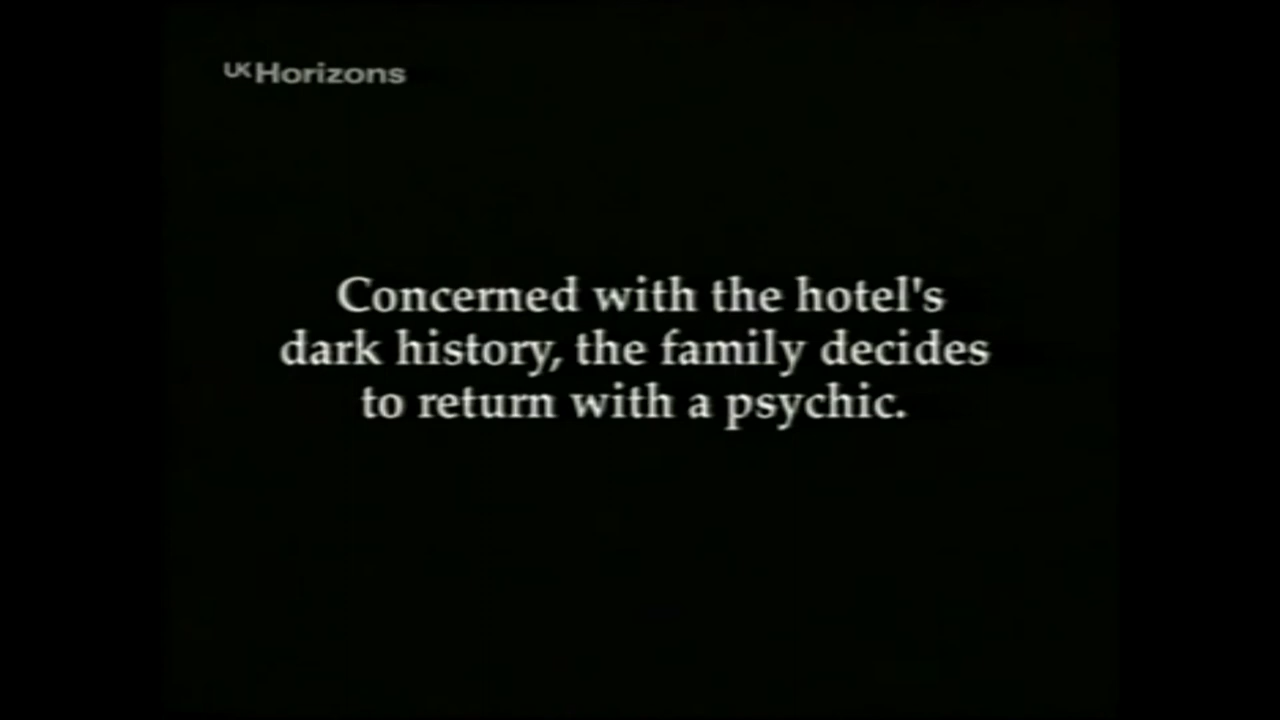 UKHorizons
Concerned with the hotel's
dark history, the family decides
to return with a psychic.